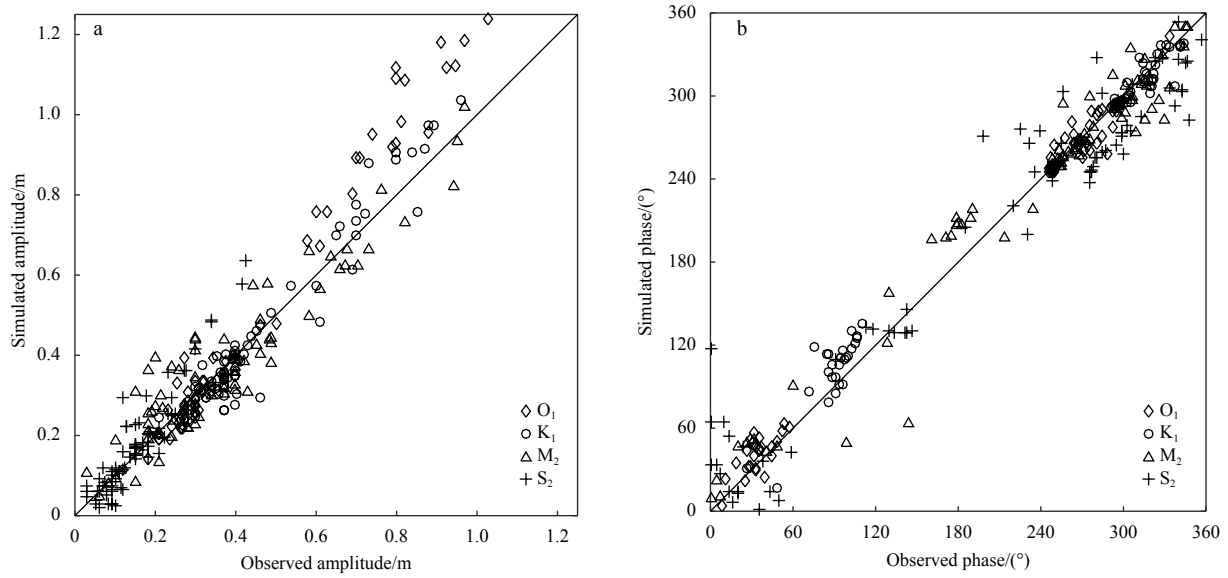 a
1.2
1.0
0.8
0.6
0.4
0.2
0
Simulated amplitude/m
0.2
0.4
0.6
0.8
1.0
1.2
Observed amplitude/m
O₁
K₁
M₂
S₂
b
360
300
240
180
120
60
0
Simulated phase/(°)
0
60
120
180
240
300
360
Observed phase/(°)
O₁
K₁
M₂
S₂